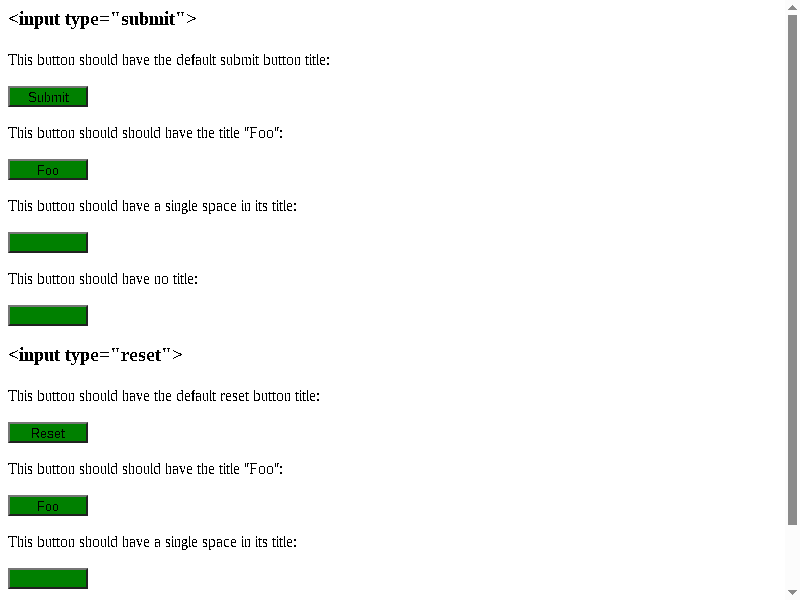 <input type="submit">
This button should have the default submit button title:
Submit
This button should should have the title "Foo":
Foo
This button should have a single space in its title:
This button should have no title:
<input type="reset">
This button should have the default reset button title:
Reset
This button should should have the title "Foo":
Foo
This button should have a single space in its title: